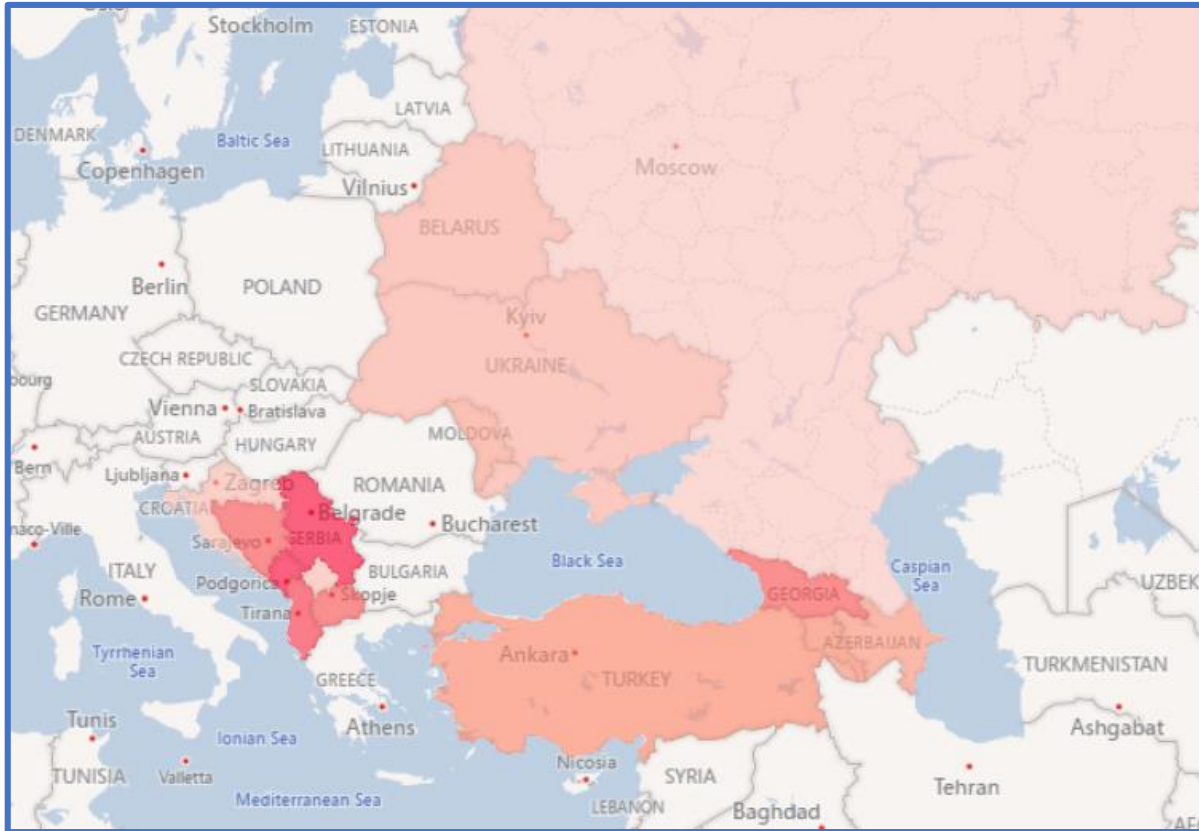 Stockholm
ESTONIA
LATVIA
DENMARK
Baltic Sea
LITHUANIA
Moscow
Copenhagen
Vilnius
BELARUS
Berlin
POLAND
GERMANY
Kyiv
CZECH REPUBLIC
UKRAINE
bourg
SLOVAKIA
Vienna
Bratislava
AUSTRIA
HUNGARY
MOLDOVA
Bern
Ljubljana
Zagreb
ROMANIA
CROATIA
Belgrade
Bucharest
naco-Ville
Sarajevo
SERBIA
Black Sea
Caspian
Sea
ITALY
Podgorica
BULGARIA
UZBEK
Rome
Skopje
GEORGIA
Tirana
AZERBAIJAN
Tyrrhenian
Sea
Ankara
TURKEY
TURKMENISTAN
GREECE
Tunis
Ionian Sea
Athens
Ashgabat
TUNISIA
Valletta
Nicosia
SYRIA
Tehran
Mediterranean Sea
LEBANON
Baghdad